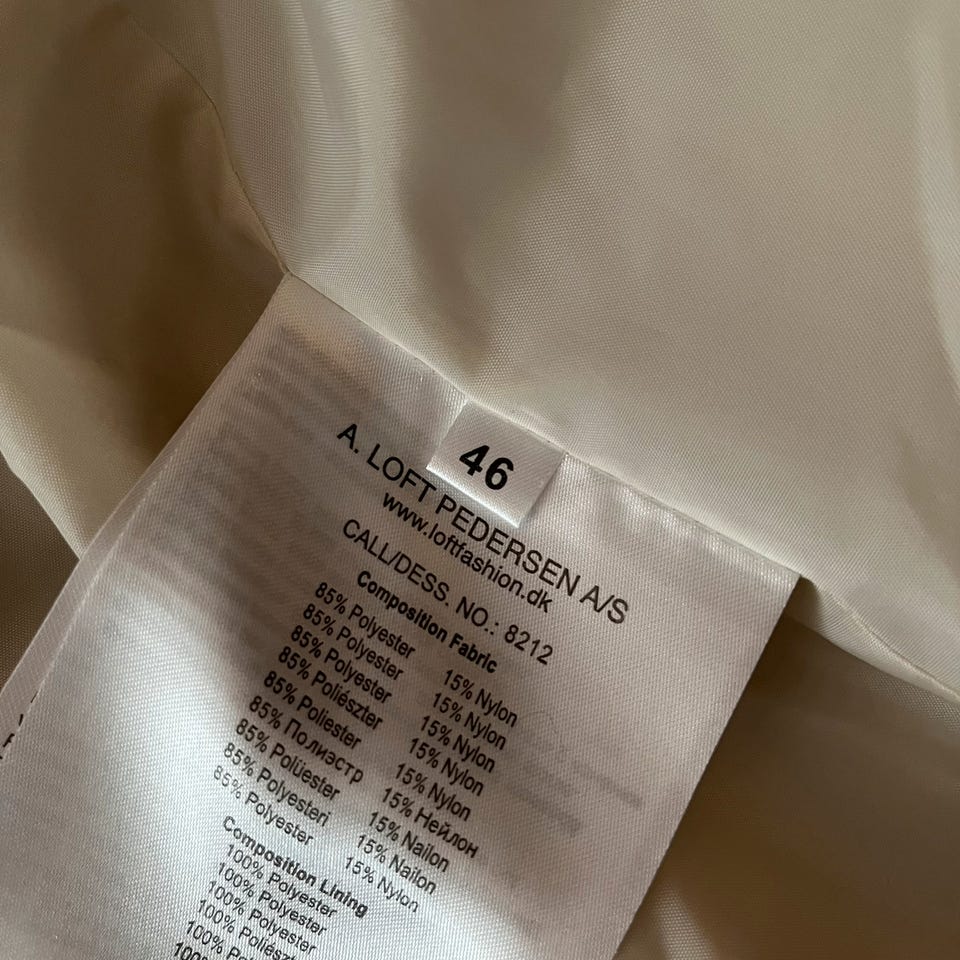 46
A. LOFT PEDERSEN A/S
www.loftfashion.dk
CALL/DESS. NO.: 8212
Composition Fabric
85% Polyester 15% Nylon
85% Polyester 15% Nylon
85% Polyester 15% Nylon
85% Poliészter 15% Nylon
85% Poliester 15% Nylon
85% Полиэстр 15% Нейлон
85% Polüester 15% Nailon
85% Polyesteri 15% Nailon
85% Polyester 15% Nylon
Composition Lining
100% Polyester
100% Polyester
100% Polyester
100%
100%
100%